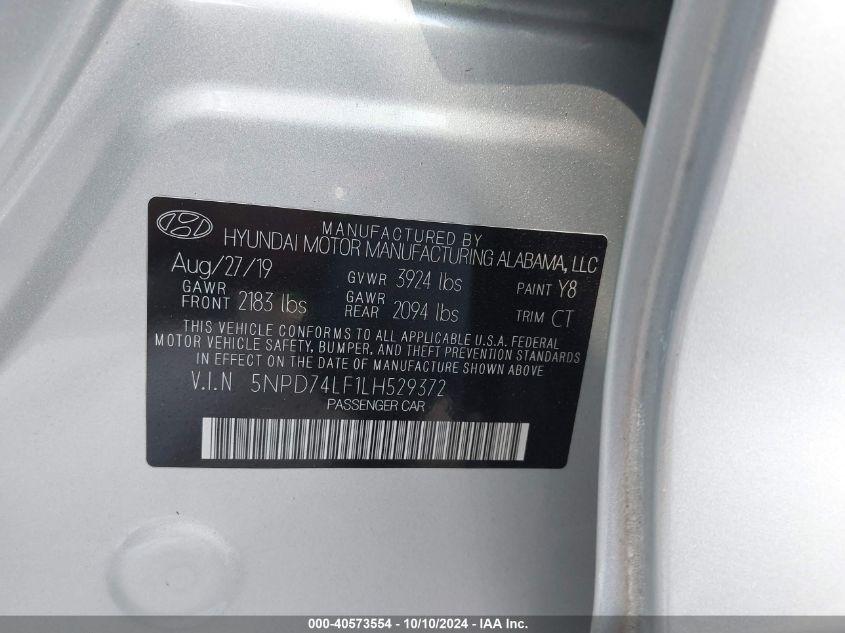 MANUFACTURED BY
HYUNDAI MOTOR MANUFACTURING ALABAMA, LLC
Aug/27/19 GVWR 3924 lbs PAINT Y8
GAWR FRONT 2183 lbs GAWR REAR 2094 lbs TRIM CT
THIS VEHICLE CONFORMS TO ALL APPLICABLE U.S.A. FEDERAL
MOTOR VEHICLE SAFETY, BUMPER, AND THEFT PREVENTION STANDARDS
IN EFFECT ON THE DATE OF MANUFACTURE SHOWN ABOVE
V.I.N 5NPD74LF1LH529372
PASSENGER CAR
000-40573554 - 10/10/2024 - IAA Inc.